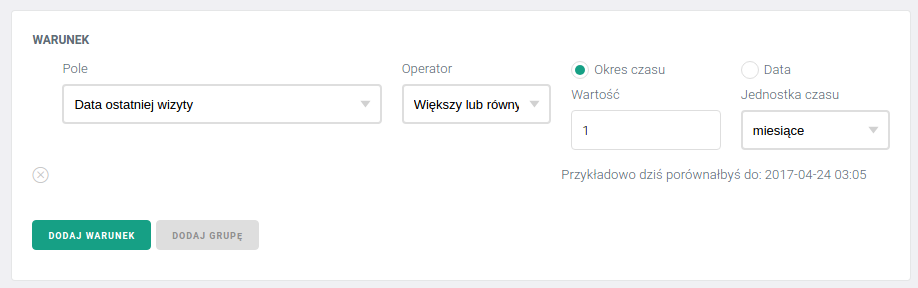 WARUNEK
Pole
Operator
Okres czasu
Data
Data ostatniej wizyty
Większy lub równy
Wartość
Jednostka czasu
1
miesiące
Przykładowo dziś porównałbyś do: 2017-04-24 03:05
DODAJ WARUNEK
DODAJ GRUPĘ